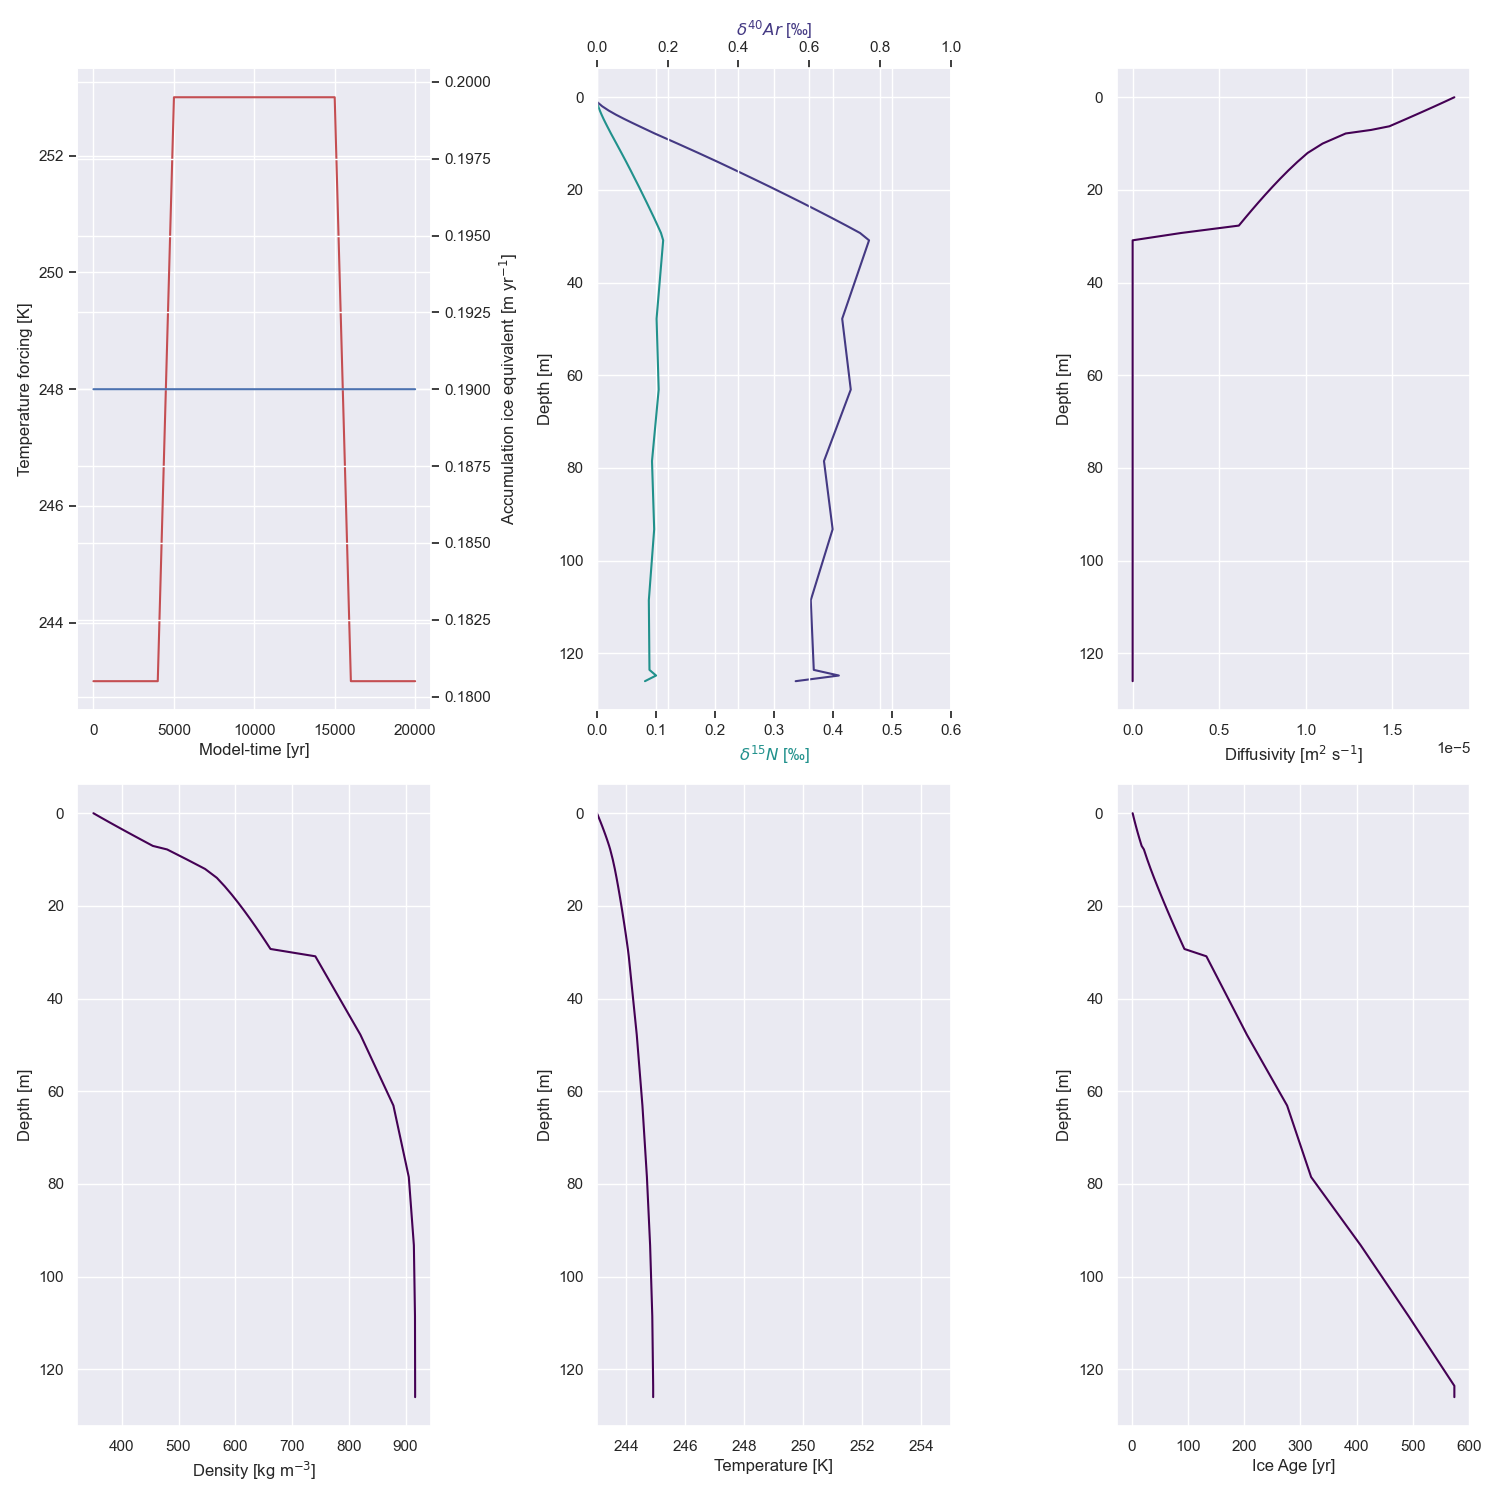 Temperature forcing [K]
252
250
248
246
244
0.2000
0.1975
0.1950
0.1925
0.1900
0.1875
0.1850
0.1825
0.1800
Accumulation ice equivalent [m yr⁻¹]
0 5000 10000 15000 20000
Model-time [yr]
δ⁴⁰Ar [‰]
0.0 0.2 0.4 0.6 0.8 1.0
Depth [m]
0
20
40
60
80
100
120
0.0 0.1 0.2 0.3 0.4 0.5 0.6
δ¹⁵N [‰]
Depth [m]
0
20
40
60
80
100
120
0.0 0.5 1.0 1.5
1e−5
Diffusivity [m² s⁻¹]
Depth [m]
0
20
40
60
80
100
120
400 500 600 700 800 900
Density [kg m⁻³]
Depth [m]
0
20
40
60
80
100
120
244 246 248 250 252 254
Temperature [K]
Depth [m]
0
20
40
60
80
100
120
0 100 200 300 400 500 600
Ice Age [yr]